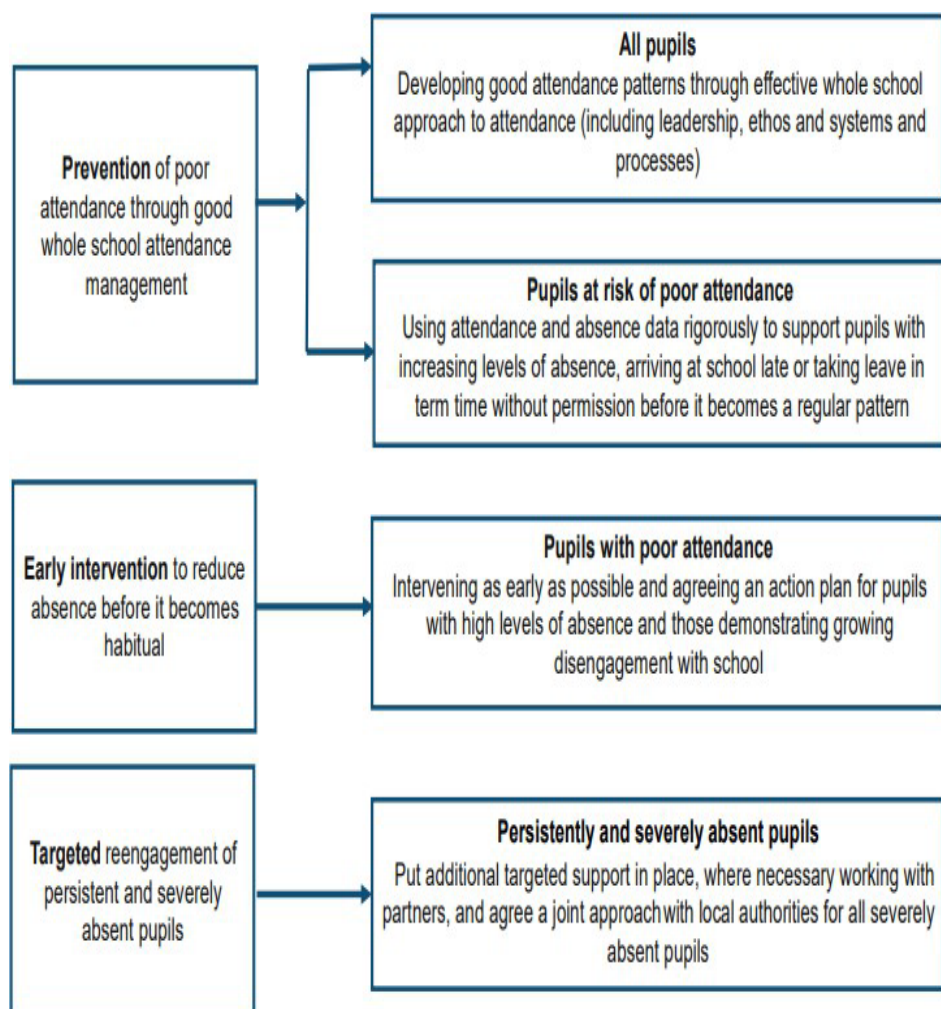 Prevention of poor
attendance through good
whole school attendance
management
All pupils
Developing good attendance patterns through effective whole school
approach to attendance (including leadership, ethos and systems and
processes)
Pupils at risk of poor attendance
Using attendance and absence data rigorously to support pupils with
increasing levels of absence, arriving at school late or taking leave in
term time without permission before it becomes a regular pattern
Early intervention to reduce
absence before it becomes
habitual
Pupils with poor attendance
Intervening as early as possible and agreeing an action plan for pupils
with high levels of absence and those demonstrating growing
disengagement with school
Targeted reengagement of
persistent and severely
absent pupils
Persistently and severely absent pupils
Put additional targeted support in place, where necessary working with
partners, and agree a joint approach with local authorities for all severely
absent pupils